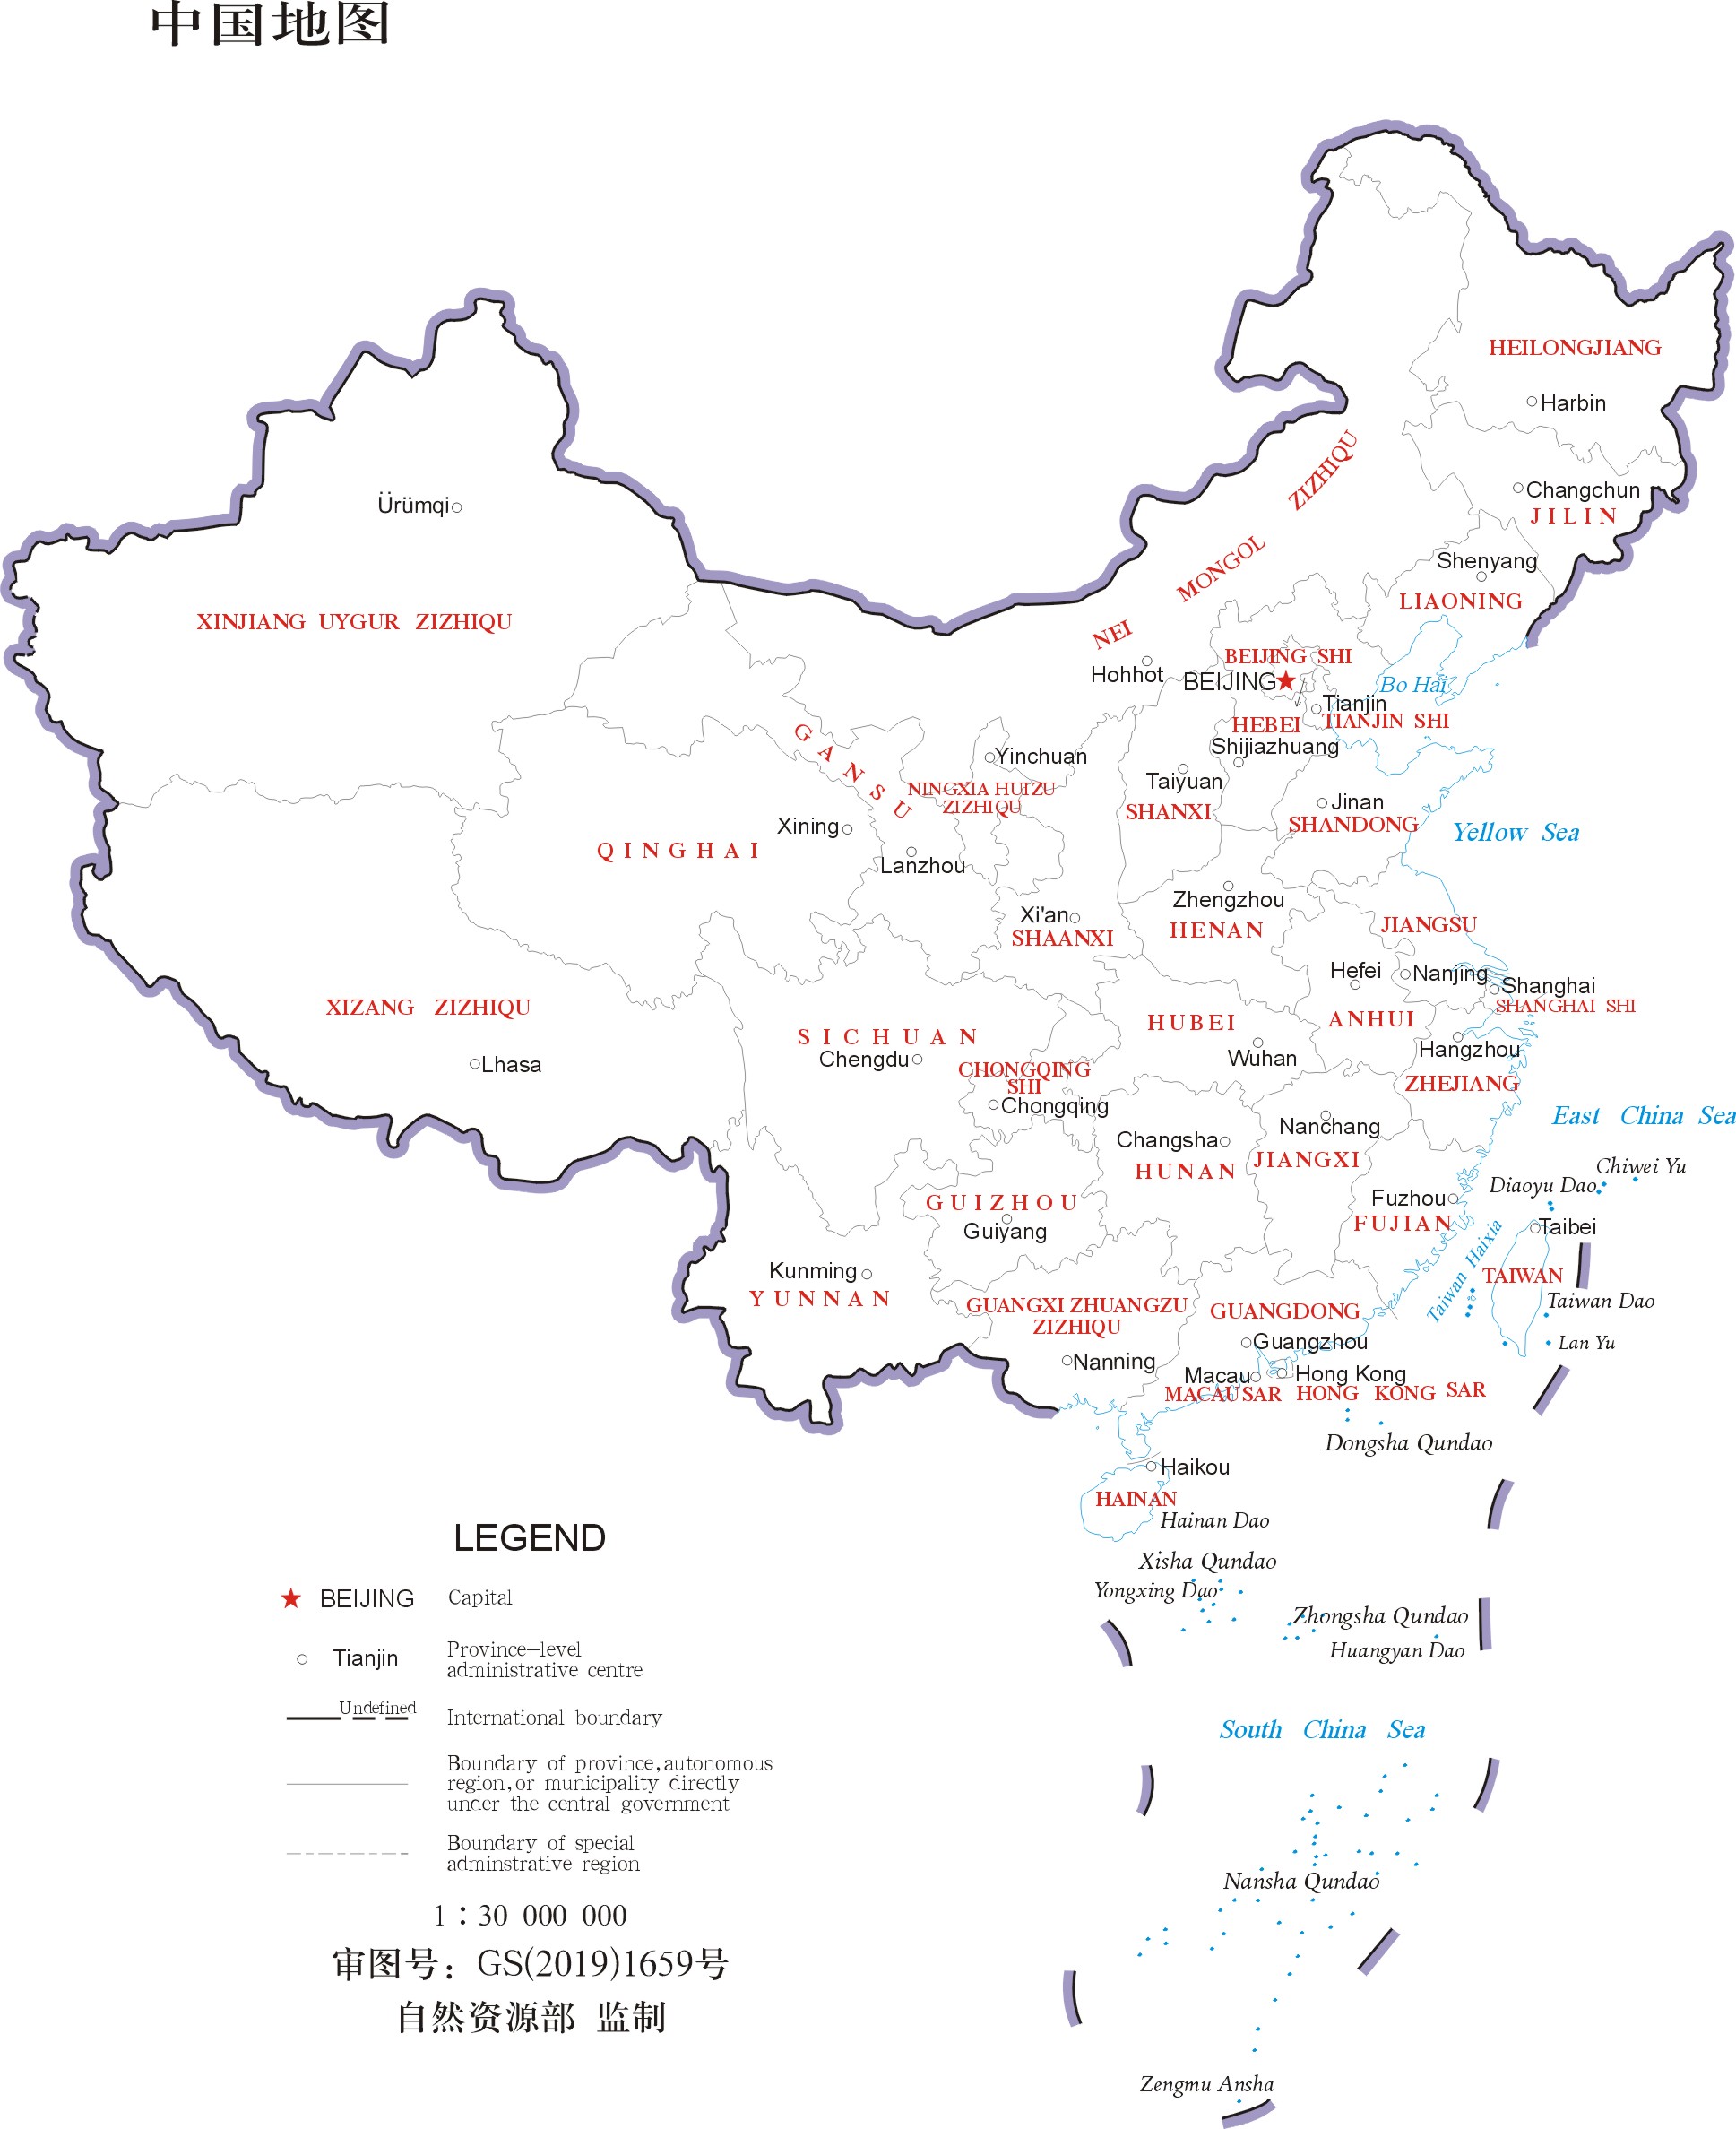 中国地图
HEILONGJIANG
Harbin
ZIZHIQU
Changchun
JILIN
Ürümqi
MONGOL
Shenyang
LIAONING
XINJIANG UYGUR ZIZHIQU
NEI
Hohhot
BEIJING SHI
BEIJING
Bo Hai
Tianjin
HEBEI
TIANJIN SHI
GANSU
Shijiazhuang
Yinchuan
Taiyuan
NINGXIA HUIZU
ZIZHIQU
SHANXI
Jinan
SHANDONG
Xining
Yellow Sea
QINGHAI
Lanzhou
Zhengzhou
Xi'an
SHAANXI
HENAN
JIANGSU
Hefei
Nanjing
Shanghai
SHANGHAI SHI
XIZANG ZIZHIQU
SICHUAN
HUBEI
ANHUI
Chengdu
Wuhan
Hangzhou
Lhasa
CHONGQING
SHI
ZHEJIANG
Chongqing
East China Sea
Nanchang
Changsha
HUNAN
JIANGXI
Chiwei Yu
Diaoyu Dao
GUIZHOU
Fuzhou
FUJIAN
Guiyang
Taibei
Taiwan Haixia
Kunming
YUNNAN
TAIWAN
GUANGXI ZHUANGZU
ZIZHIQU
GUANGDONG
Taiwan Dao
Guangzhou
Lan Yu
Nanning
Macau
Hong Kong
MACAU SAR
HONG KONG SAR
Dongsha Qundao
Haikou
HAINAN
Hainan Dao
Xisha Qundao
Yongxing Dao
Zhongsha Qundao
Huangyan Dao
South China Sea
Nansha Qundao
Zengmu Ansha
LEGEND
BEIJING Capital
Tianjin Province-level
administrative centre
Undefined
International boundary
Boundary of province,autonomous
region,or municipality directly
under the central government
Boundary of special
adminstrative region
1：30 000 000
审图号：GS(2019)1659号
自然资源部 监制